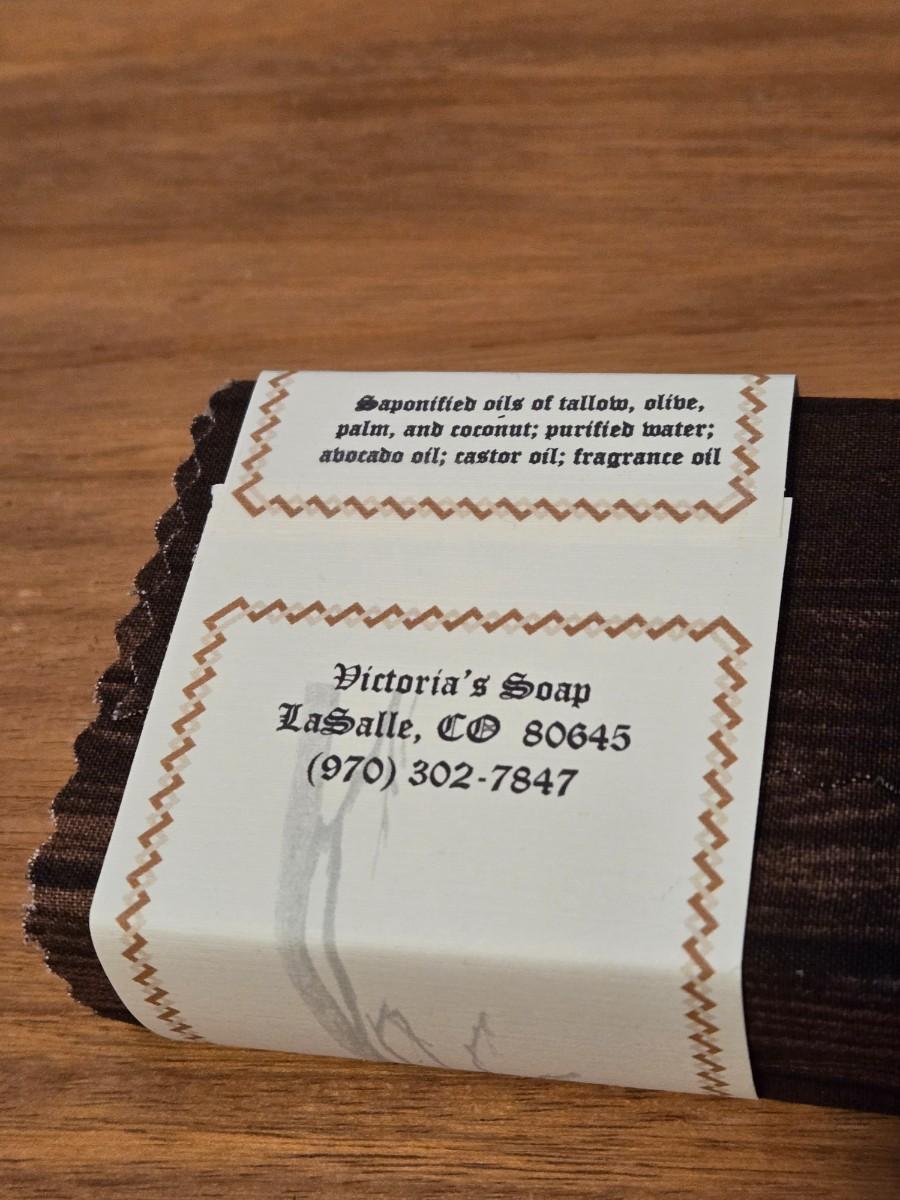 Saponified oils of tallow, olive,
palm, and coconut; purified water;
avocado oil; castor oil; fragrance oil
Victoria's Soap
LaSalle, CO 80645
(970) 302-7847